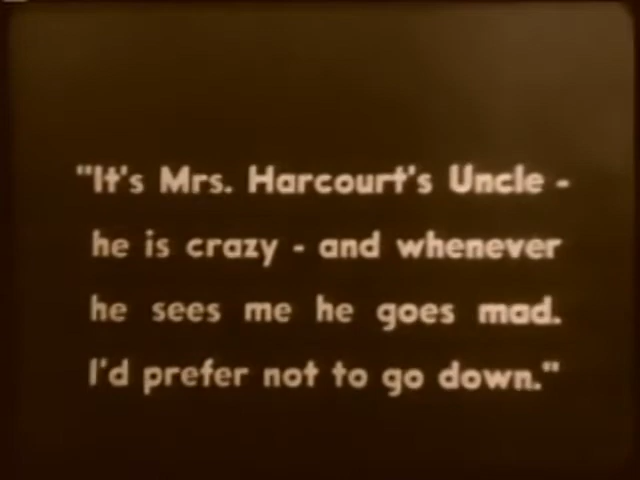 "It's Mrs. Harcourt's Uncle -
he is crazy - and whenever
he sees me he goes mad.
I'd prefer not to go down."